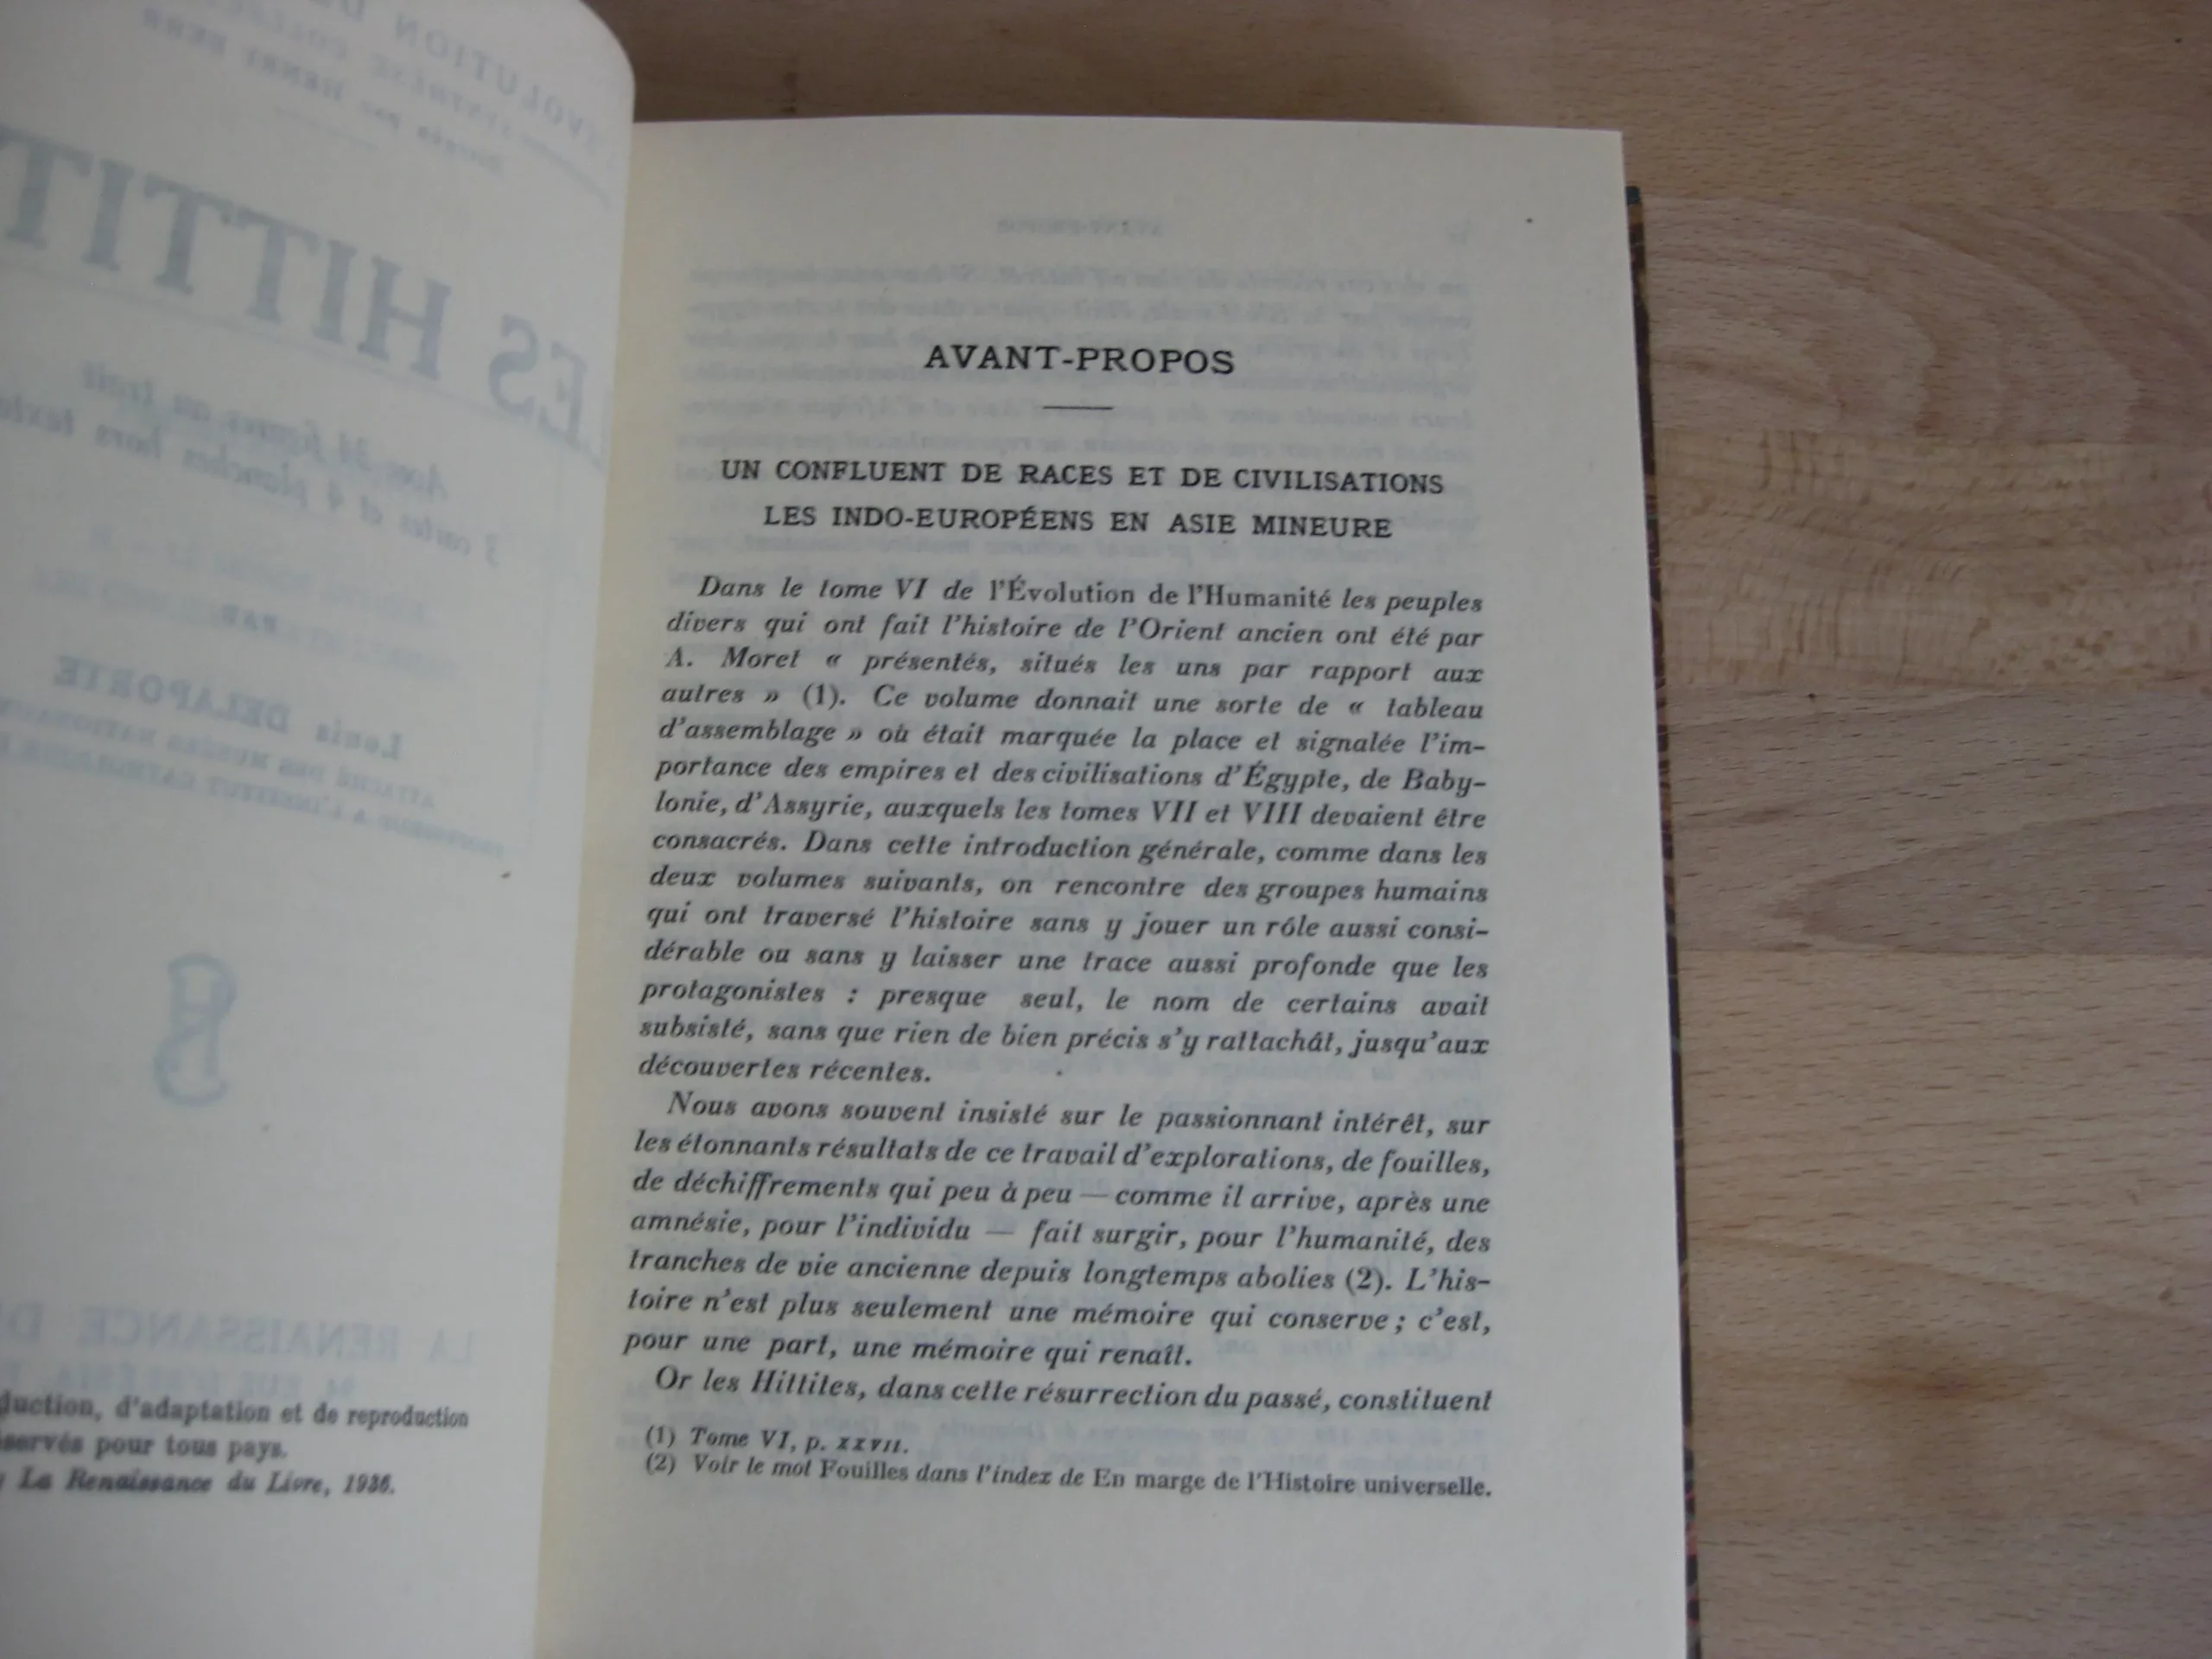 duction, d'adaptation et de reproduction
servés pour tous pays.
La Renaissance du Livre, 1936.
AVANT-PROPOS
UN CONFLUENT DE RACES ET DE CIVILISATIONS
LES INDO-EUROPÉENS EN ASIE MINEURE
Dans le tome VI de l'Évolution de l'Humanité les peuples
divers qui ont fait l'histoire de l'Orient ancien ont été par
A. Moret « présentés, situés les uns par rapport aux
autres » (1). Ce volume donnait une sorte de « tableau
d'assemblage » où était marquée la place et signalée l'im-
portance des empires et des civilisations d'Égypte, de Baby-
lonie, d'Assyrie, auxquels les tomes VII et VIII devaient être
consacrés. Dans cette introduction générale, comme dans les
deux volumes suivants, on rencontre des groupes humains
qui ont traversé l'histoire sans y jouer un rôle aussi consi-
dérable ou sans y laisser une trace aussi profonde que les
protagonistes : presque seul, le nom de certains avait
subsisté, sans que rien de bien précis s'y rattachât, jusqu'aux
découvertes récentes.
Nous avons souvent insisté sur le passionnant intérêt, sur
les étonnants résultats de ce travail d'explorations, de fouilles,
de déchiffrements qui peu à peu — comme il arrive, après une
amnésie, pour l'individu — fait surgir, pour l'humanité, des
tranches de vie ancienne depuis longtemps abolies (2). L'his-
toire n'est plus seulement une mémoire qui conserve ; c'est,
pour une part, une mémoire qui renaît.
Or les Hittites, dans cette résurrection du passé, constituent
(1) Tome VI, p. XXVII.
(2) Voir le mot Fouilles dans l'index de En marge de l'Histoire universelle.